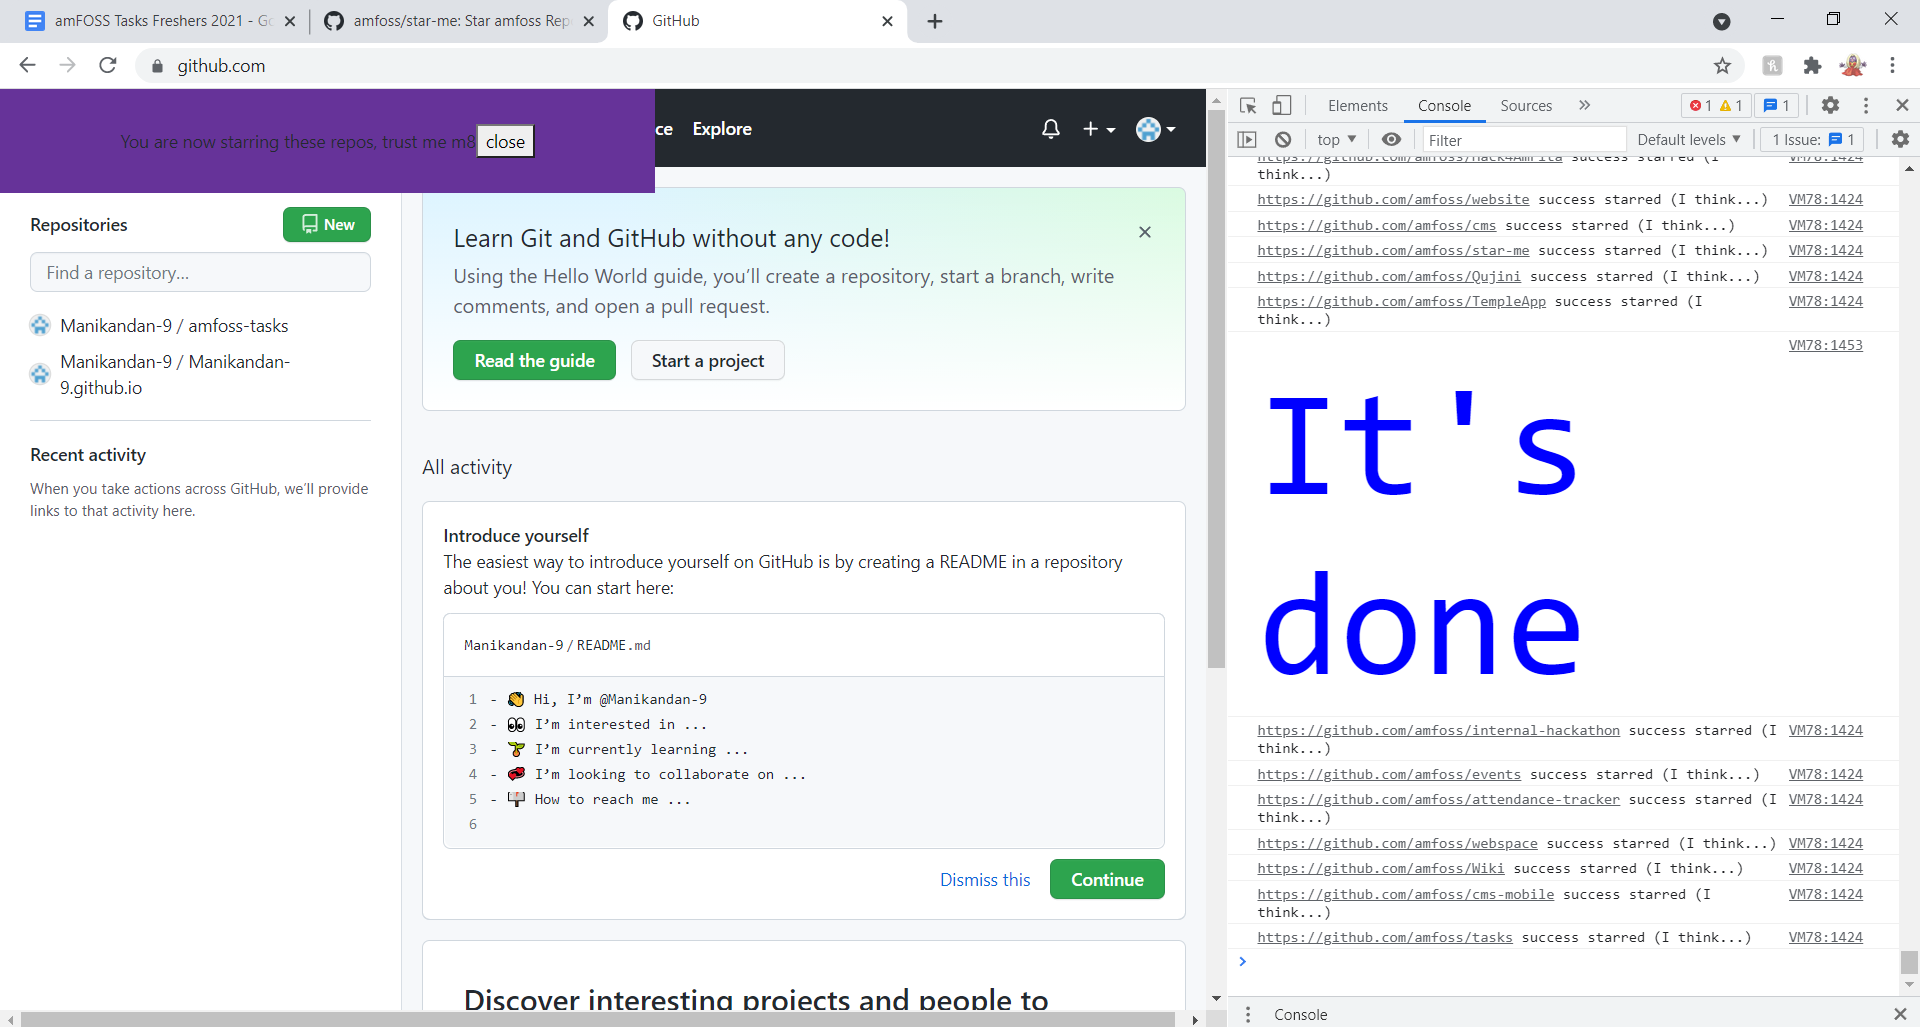 amFOSS Tasks Freshers 2021 - Go
amfoss/star-me: Star amfoss Rep
GitHub
github.com
You are now starring these repos, trust me m8
close
ce
Explore
Repositories
New
Find a repository...
Manikandan-9 / amfoss-tasks
Manikandan-9 / Manikandan-
9.github.io
Recent activity
When you take actions across GitHub, we'll provide
links to that activity here.
Learn Git and GitHub without any code!
Using the Hello World guide, you'll create a repository, start a branch, write
comments, and open a pull request.
Read the guide
Start a project
All activity
Introduce yourself
The easiest way to introduce yourself on GitHub is by creating a README in a repository
about you! You can start here:
Manikandan-9 / README.md
1 - 👋 Hi, I'm @Manikandan-9
2 - 👀 I'm interested in ...
3 - 🌱 I'm currently learning ...
4 - 💞️ I'm looking to collaborate on ...
5 - 📫 How to reach me ...
6
Dismiss this
Continue
Discover interesting projects and people to
Elements
Console
Sources
1
1
1
top
Filter
Default levels
1 Issue: 1
https://github.com/amfoss/hack4Amrita success starred (I VM78:1424
think...)
https://github.com/amfoss/website success starred (I think...) VM78:1424
https://github.com/amfoss/cms success starred (I think...) VM78:1424
https://github.com/amfoss/star-me success starred (I think...) VM78:1424
https://github.com/amfoss/Qujini success starred (I think...) VM78:1424
https://github.com/amfoss/TempleApp success starred (I VM78:1424
think...)
VM78:1453
It's
done
https://github.com/amfoss/internal-hackathon success starred (I VM78:1424
think...)
https://github.com/amfoss/events success starred (I think...) VM78:1424
https://github.com/amfoss/attendance-tracker success starred (I VM78:1424
think...)
https://github.com/amfoss/webspace success starred (I think...) VM78:1424
https://github.com/amfoss/Wiki success starred (I think...) VM78:1424
https://github.com/amfoss/cms-mobile success starred (I VM78:1424
think...)
https://github.com/amfoss/tasks success starred (I think...) VM78:1424
Console